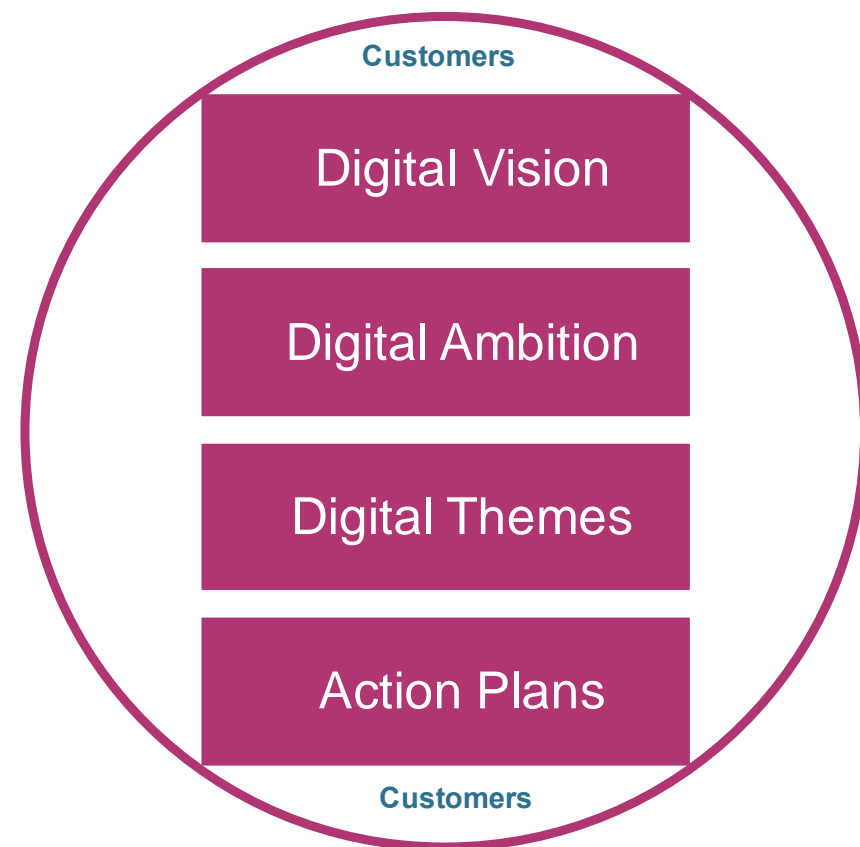 Customers
Digital Vision
Digital Ambition
Digital Themes
Action Plans
Customers